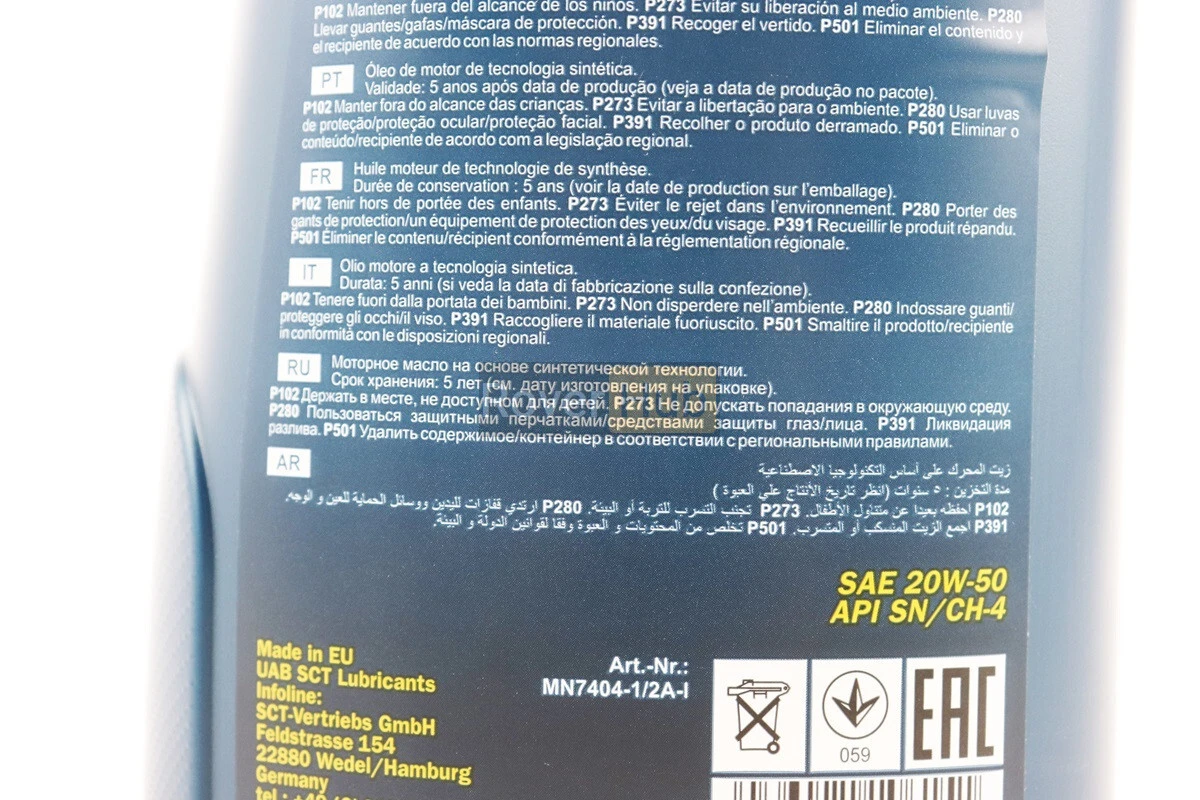 P102 Mantener fuera del alcance de los niños. P273 Evitar su liberación al medio ambiente. P280
Llevar guantes/gafas/máscara de protección. P391 Recoger el vertido. P501 Eliminar el contenido y
el recipiente de acuerdo con las normas regionales.
PT
Óleo de motor de tecnologia sintética.
Validade: 5 anos após data de produção (veja a data de produção no pacote).
P102 Manter fora do alcance das crianças. P273 Evitar a libertação para o ambiente. P280 Usar luvas
de proteção/proteção ocular/proteção facial. P391 Recolher o produto derramado. P501 Eliminar o
conteúdo/recipiente de acordo com a legislação regional.
FR
Huile moteur de technologie de synthèse.
Durée de conservation : 5 ans (voir la date de production sur l'emballage).
P102 Tenir hors de portée des enfants. P273 Éviter le rejet dans l'environnement. P280 Porter des
gants de protection/un équipement de protection des yeux/du visage. P391 Recueillir le produit répandu.
P501 Éliminer le contenu/récipient conformément à la réglementation régionale.
IT
Olio motore a tecnologia sintetica.
Durata: 5 anni (si veda la data di fabbricazione sulla confezione).
P102 Tenere fuori dalla portata dei bambini. P273 Non disperdere nell'ambiente. P280 Indossare guanti/
proteggere gli occhi/il viso. P391 Raccogliere il materiale fuoriuscito. P501 Smaltire il prodotto/recipiente
in conformità con le disposizioni regionali.
RU
Моторное масло на основе синтетической технологии.
Срок хранения: 5 лет (см. дату изготовления на упаковке).
P102 Держать в месте, не доступном для детей. P273 Не допускать попадания в окружающую среду.
P280 Пользоваться защитными перчатками/средствами защиты глаз/лица. P391 Ликвидация
разлива. P501 Удалить содержимое/контейнер в соответствии с региональными правилами.
AR
زيت المحرك على أساس التكنولوجيا الاصطناعية
مدة التخزين : ٥ سنوات (انظر تاريخ الأنتاج علي العبوة )
P102 احفظه بعيدا عن متناول الأطفال. P273 تجنب التسرب للتربة أو البيئة. P280 ارتدي قفازات لليدين ووسائل الحماية للعين و الوجه.
P391 اجمع الزيت المنسكب أو المتسرب. P501 تخلص من المحتويات و العبوة وفقا لقوانين الدولة و البيئة.
SAE 20W-50
API SN/CH-4
Made in EU
UAB SCT Lubricants
Infoline:
SCT-Vertriebs GmbH
Feldstrasse 154
22880 Wedel/Hamburg
Germany
Art.-Nr.:
MN7404-1/2A-I
059
EAC